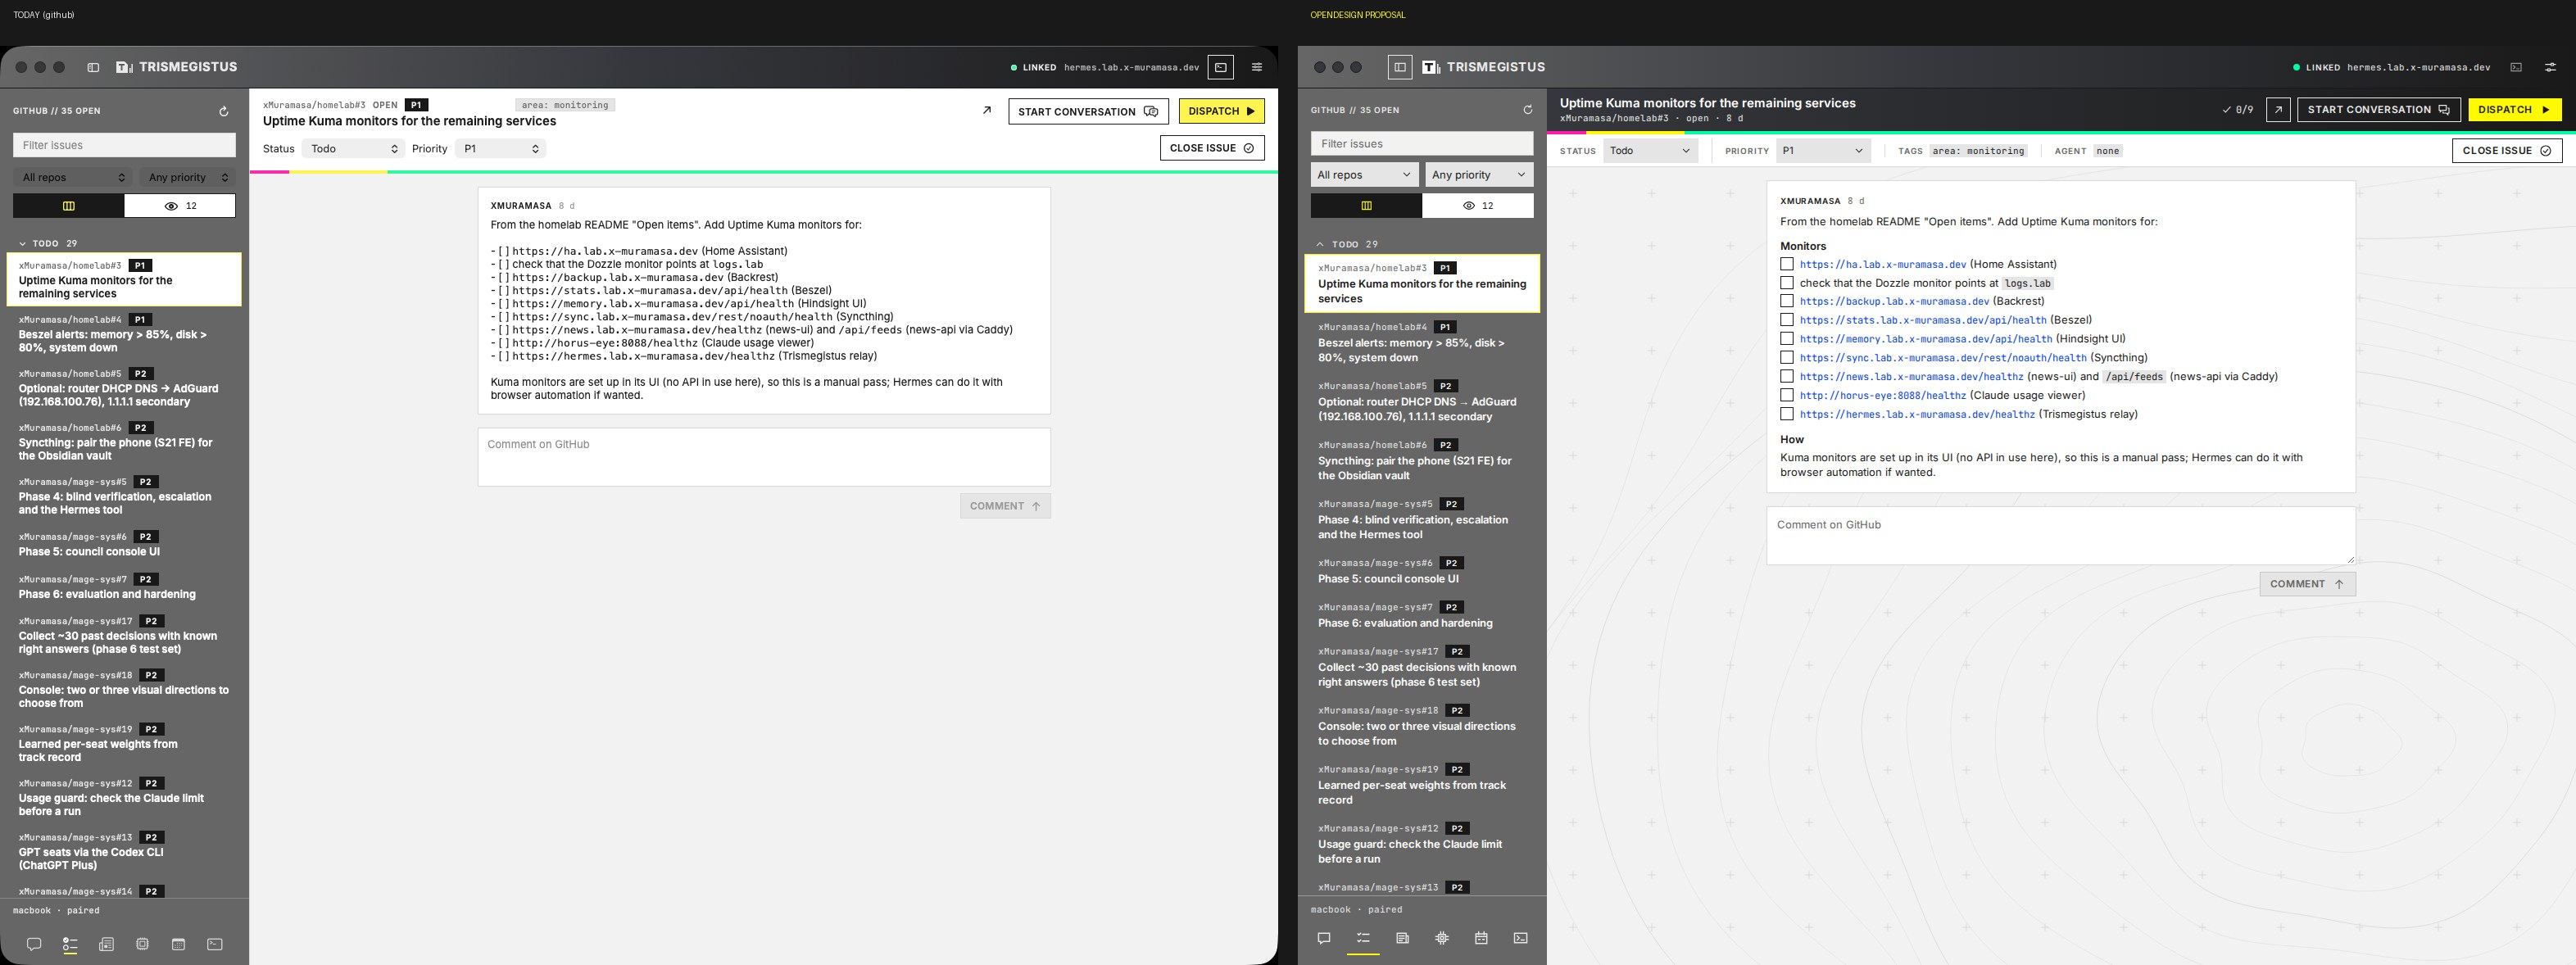 TODAY (github)
TRISMEGISTUS
LINKED hermes.lab.x-muramasa.dev
GITHUB // 35 OPEN
Filter issues
All repos
Any priority
12
TODO 29
xMuramasa/homelab#3 P1
Uptime Kuma monitors for the
remaining services
xMuramasa/homelab#4 P1
Beszel alerts: memory > 85%, disk >
80%, system down
xMuramasa/homelab#5 P2
Optional: router DHCP DNS → AdGuard
(192.168.100.76), 1.1.1.1 secondary
xMuramasa/homelab#6 P2
Syncthing: pair the phone (S21 FE) for
the Obsidian vault
xMuramasa/mage-sys#5 P2
Phase 4: blind verification, escalation
and the Hermes tool
xMuramasa/mage-sys#6 P2
Phase 5: council console UI
xMuramasa/mage-sys#7 P2
Phase 6: evaluation and hardening
xMuramasa/mage-sys#17 P2
Collect ~30 past decisions with known
right answers (phase 6 test set)
xMuramasa/mage-sys#18 P2
Console: two or three visual directions to
choose from
xMuramasa/mage-sys#19 P2
Learned per-seat weights from
track record
xMuramasa/mage-sys#12 P2
Usage guard: check the Claude limit
before a run
xMuramasa/mage-sys#13 P2
GPT seats via the Codex CLI
(ChatGPT Plus)
xMuramasa/mage-sys#14 P2
macbook · paired
xMuramasa/homelab#3 OPEN P1 area: monitoring
Uptime Kuma monitors for the remaining services
START CONVERSATION
DISPATCH
Status Todo Priority P1
CLOSE ISSUE
XMURAMASA 8 d
From the homelab README "Open items". Add Uptime Kuma monitors for:
- [ ] https://ha.lab.x-muramasa.dev (Home Assistant)
- [ ] check that the Dozzle monitor points at logs.lab
- [ ] https://backup.lab.x-muramasa.dev (Backrest)
- [ ] https://stats.lab.x-muramasa.dev/api/health (Beszel)
- [ ] https://memory.lab.x-muramasa.dev/api/health (Hindsight UI)
- [ ] https://sync.lab.x-muramasa.dev/rest/noauth/health (Syncthing)
- [ ] https://news.lab.x-muramasa.dev/healthz (news-ui) and /api/feeds (news-api via Caddy)
- [ ] http://horus-eye:8088/healthz (Claude usage viewer)
- [ ] https://hermes.lab.x-muramasa.dev/healthz (Trismegistus relay)
Kuma monitors are set up in its UI (no API in use here), so this is a manual pass; Hermes can do it with
browser automation if wanted.
Comment on GitHub
COMMENT
OPENDESIGN PROPOSAL
TRISMEGISTUS
LINKED hermes.lab.x-muramasa.dev
GITHUB // 35 OPEN
Filter issues
All repos
Any priority
12
TODO 29
xMuramasa/homelab#3 P1
Uptime Kuma monitors for the remaining
services
xMuramasa/homelab#4 P1
Beszel alerts: memory > 85%, disk >
80%, system down
xMuramasa/homelab#5 P2
Optional: router DHCP DNS → AdGuard
(192.168.100.76), 1.1.1.1 secondary
xMuramasa/homelab#6 P2
Syncthing: pair the phone (S21 FE) for
the Obsidian vault
xMuramasa/mage-sys#5 P2
Phase 4: blind verification, escalation
and the Hermes tool
xMuramasa/mage-sys#6 P2
Phase 5: council console UI
xMuramasa/mage-sys#7 P2
Phase 6: evaluation and hardening
xMuramasa/mage-sys#17 P2
Collect ~30 past decisions with known
right answers (phase 6 test set)
xMuramasa/mage-sys#18 P2
Console: two or three visual directions
to choose from
xMuramasa/mage-sys#19 P2
Learned per-seat weights from track
record
xMuramasa/mage-sys#12 P2
Usage guard: check the Claude limit
before a run
xMuramasa/mage-sys#13 P2
macbook · paired
Uptime Kuma monitors for the remaining services
xMuramasa/homelab#3 · open · 8 d
0/9
START CONVERSATION
DISPATCH
STATUS Todo PRIORITY P1 TAGS area: monitoring AGENT none
CLOSE ISSUE
XMURAMASA 8 d
From the homelab README "Open items". Add Uptime Kuma monitors for:
Monitors
https://ha.lab.x-muramasa.dev (Home Assistant)
check that the Dozzle monitor points at logs.lab
https://backup.lab.x-muramasa.dev (Backrest)
https://stats.lab.x-muramasa.dev/api/health (Beszel)
https://memory.lab.x-muramasa.dev/api/health (Hindsight UI)
https://sync.lab.x-muramasa.dev/rest/noauth/health (Syncthing)
https://news.lab.x-muramasa.dev/healthz (news-ui) and /api/feeds (news-api via Caddy)
http://horus-eye:8088/healthz (Claude usage viewer)
https://hermes.lab.x-muramasa.dev/healthz (Trismegistus relay)
How
Kuma monitors are set up in its UI (no API in use here), so this is a manual pass; Hermes can do it with
browser automation if wanted.
Comment on GitHub
COMMENT